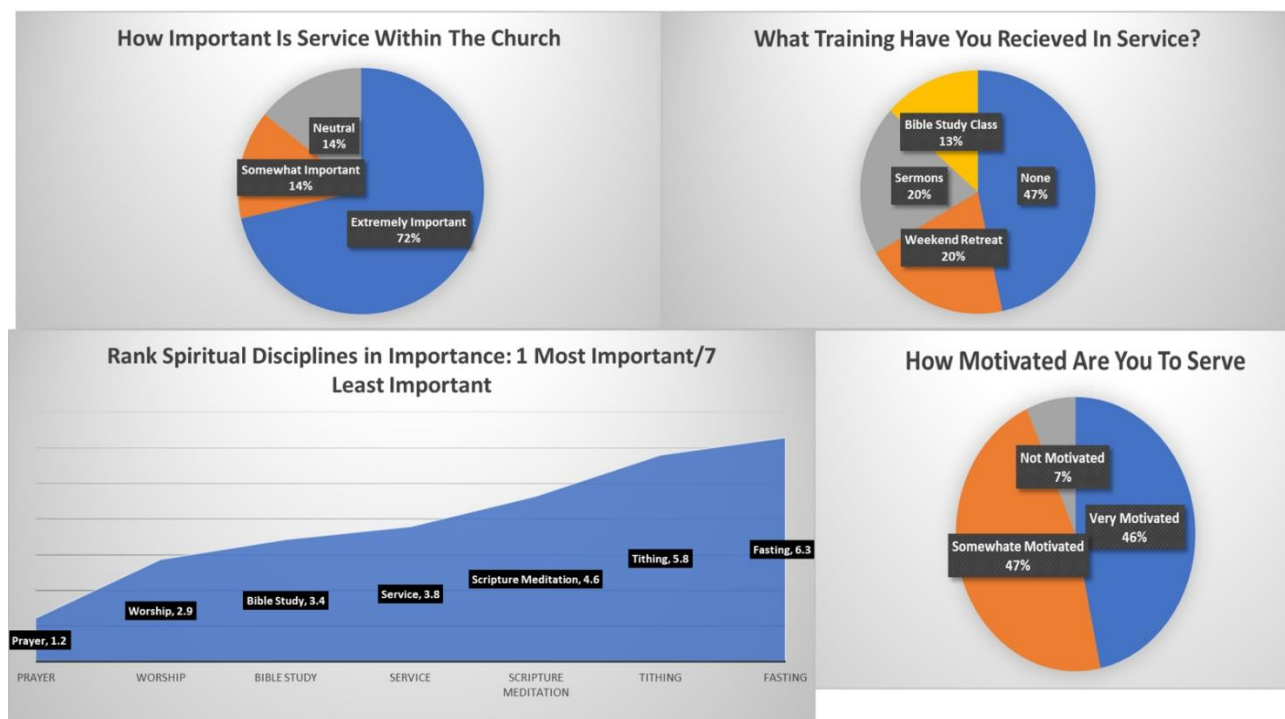 How Important Is Service Within The Church
Neutral
14%
Somewhat Important
14%
Extremely Important
72%
What Training Have You Recieved In Service?
Bible Study Class
13%
Sermons
20%
None
47%
Weekend Retreat
20%
Rank Spiritual Disciplines in Importance: 1 Most Important/7
Least Important
Prayer, 1.2
Worship, 2.9
Bible Study, 3.4
Service, 3.8
Scripture Meditation, 4.6
Tithing, 5.8
Fasting, 6.3
PRAYER
WORSHIP
BIBLE STUDY
SERVICE
SCRIPTURE
MEDITATION
TITHING
FASTING
How Motivated Are You To Serve
Not Motivated
7%
Very Motivated
46%
Somewhate Motivated
47%